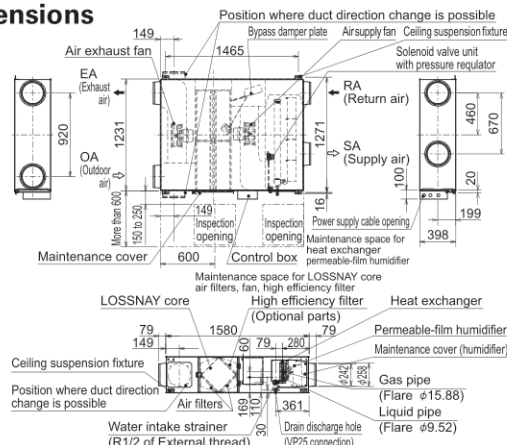 ensions
149
Position where duct direction change is possible
Bypass damper plate
Air supply fan
Ceiling suspension fixture
Air exhaust fan
1465
Solenoid valve unit
with pressure requlator
EA
(Exhaust
air)
RA
(Return air)
920
1231
1271
460
670
OA
(Outdoor
air)
SA
(Supply air)
100
20
16
More than 600
150 to 250
149
Inspection
opening
Inspection
opening
Power supply cable opening
199
398
Maintenance cover
600
Control box
Maintenance space for
heat exchanger
permeable-film humidifier
Maintenance space for LOSSNAY core
air filters, fan, high efficiency filter
LOSSNAY core
High efficiency filter
(Optional parts)
Heat exchanger
79
1580
79
149
60
79
280
Permeable-film humidifier
Maintenance cover (humidifier)
Ceiling suspension fixture
φ242
φ258
Position where duct direction
change is possible
Air filters
169
110
30
361
Gas pipe
(Flare φ15.88)
Liquid pipe
(Flare φ9.52)
Water intake strainer
(R1/2 of External thread)
Drain discharge hole
(VP25 connection)